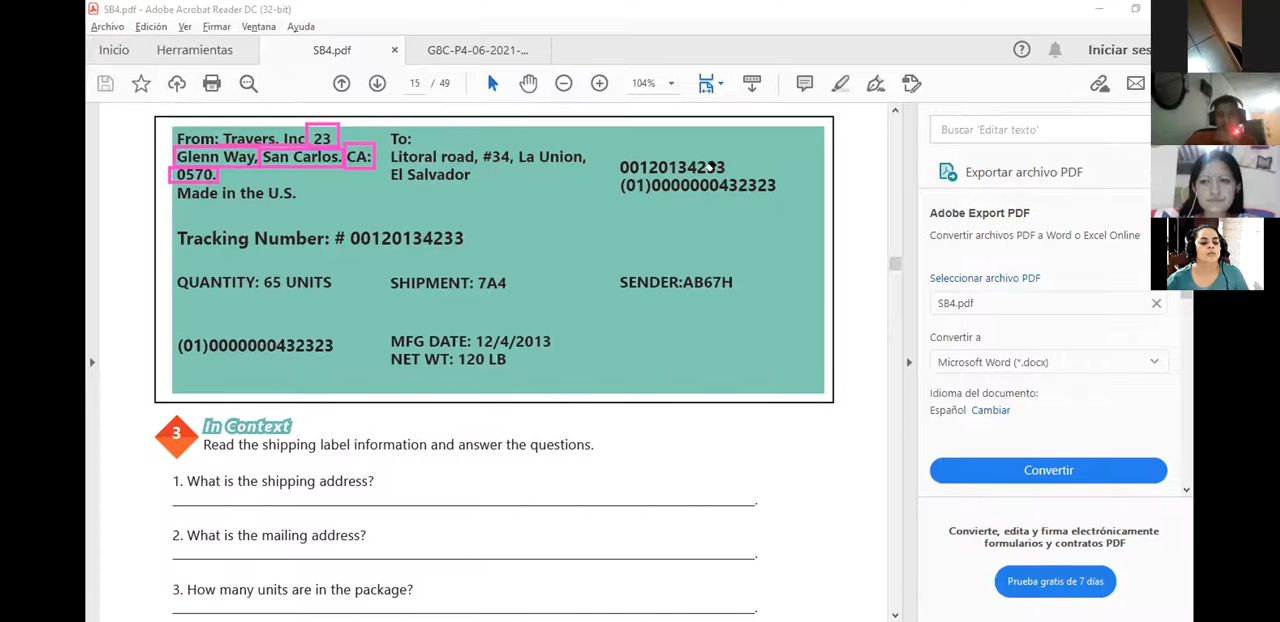 SB4.pdf - Adobe Acrobat Reader DC (32-bit)
Archivo Edición Ver Firmar Ventana Ayuda
Inicio Herramientas SB4.pdf × G8C-P4-06-2021-... Iniciar ses
15 / 49 104%
From: Travers, Inc 23
Glenn Way, San Carlos. CA:
0570.
Made in the U.S.
To:
Litoral road, #34, La Union,
El Salvador
00120134233
(01)0000000432323
Tracking Number: # 00120134233
QUANTITY: 65 UNITS SHIPMENT: 7A4 SENDER:AB67H
(01)0000000432323
MFG DATE: 12/4/2013
NET WT: 120 LB
3 In Context
Read the shipping label information and answer the questions.
1. What is the shipping address?
2. What is the mailing address?
3. How many units are in the package?
Buscar 'Editar texto'
Exportar archivo PDF
Adobe Export PDF
Convertir archivos PDF a Word o Excel Online
Seleccionar archivo PDF
SB4.pdf
Convertir a
Microsoft Word (*.docx)
Idioma del documento:
Español Cambiar
Convertir
Convierte, edita y firma electrónicamente
formularios y contratos PDF
Prueba gratis de 7 días